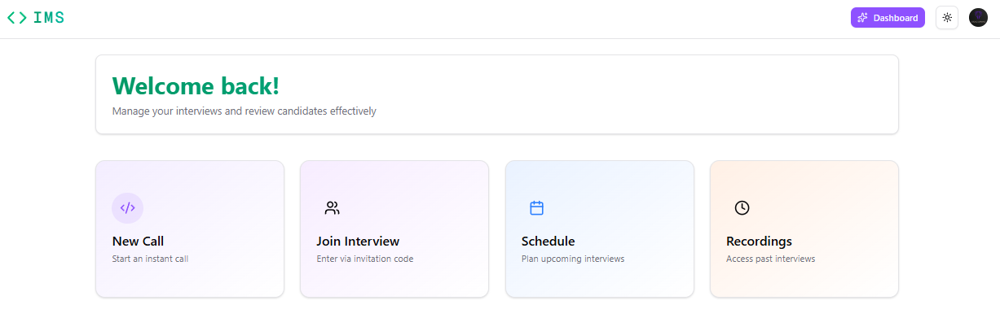 IMS
Dashboard
Welcome back!
Manage your interviews and review candidates effectively
New Call
Start an instant call
Join Interview
Enter via invitation code
Schedule
Plan upcoming interviews
Recordings
Access past interviews